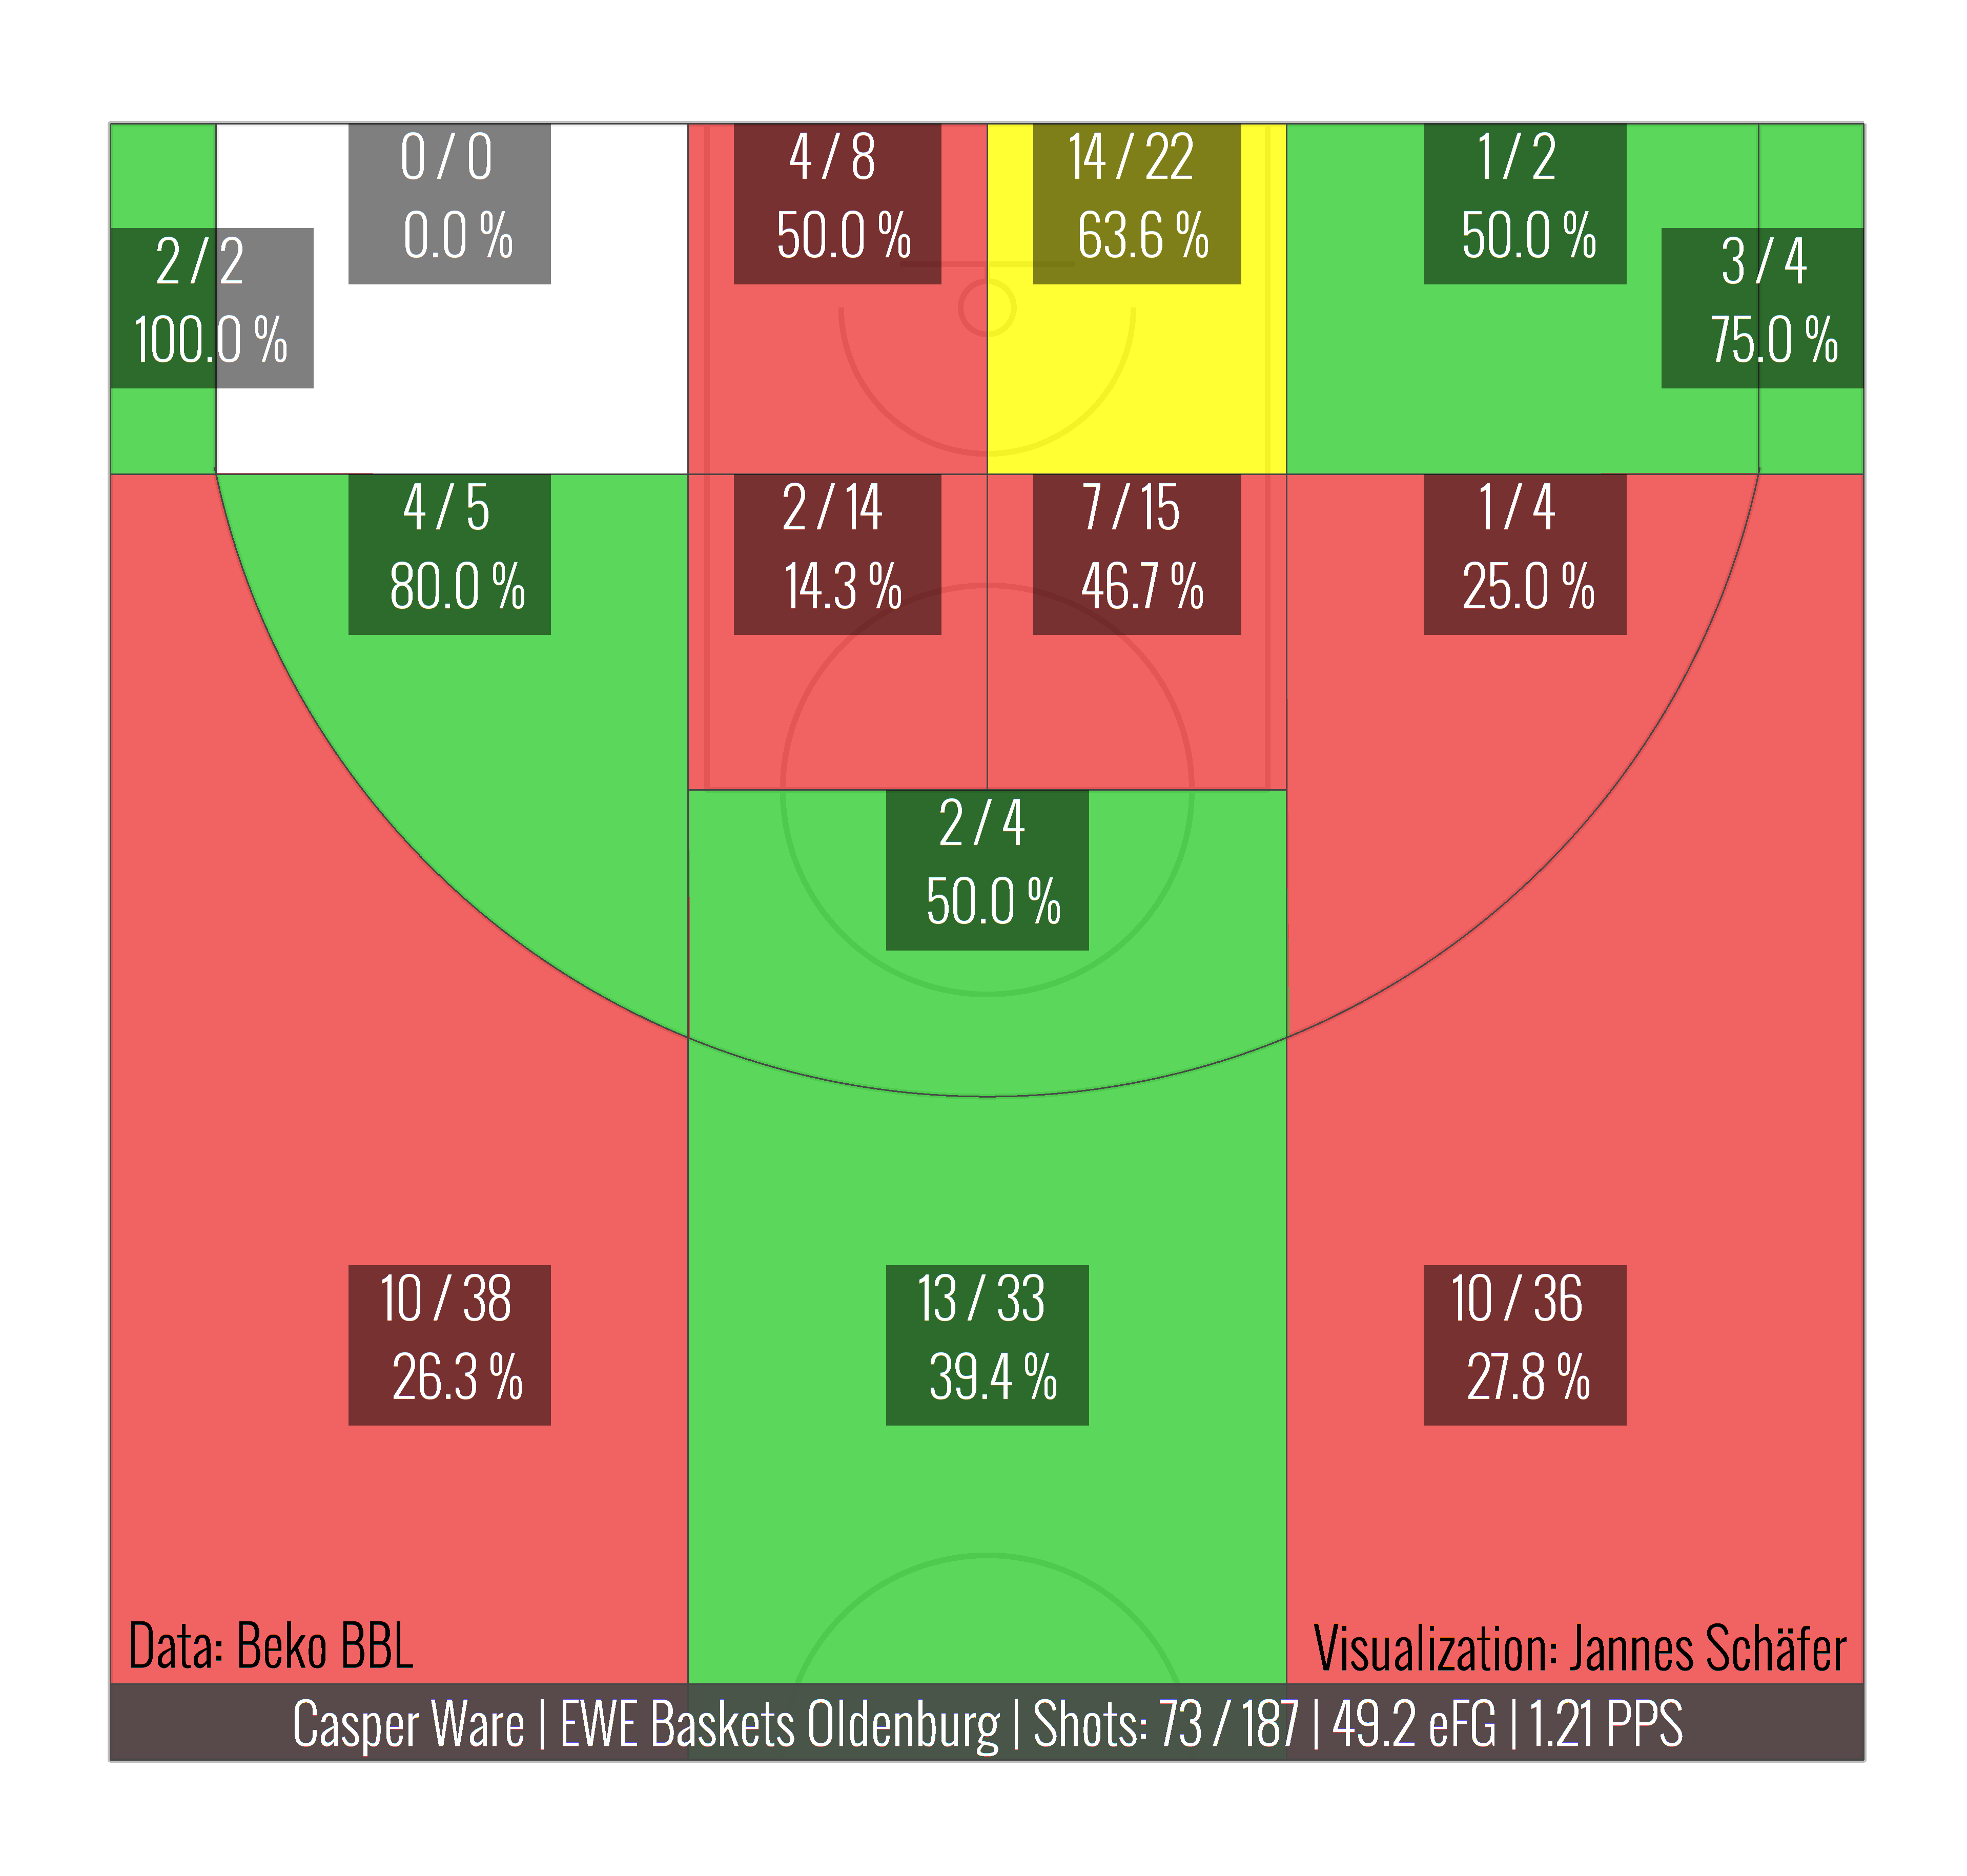 0 / 0
0.0 %
4 / 8
50.0 %
14 / 22
63.6 %
1 / 2
50.0 %
2 / 2
100.0 %
3 / 4
75.0 %
4 / 5
80.0 %
2 / 14
14.3 %
7 / 15
46.7 %
1 / 4
25.0 %
2 / 4
50.0 %
10 / 38
26.3 %
13 / 33
39.4 %
10 / 36
27.8 %
Data: Beko BBL
Visualization: Jannes Schäfer
Casper Ware | EWE Baskets Oldenburg | Shots: 73 / 187 | 49.2 eFG | 1.21 PPS